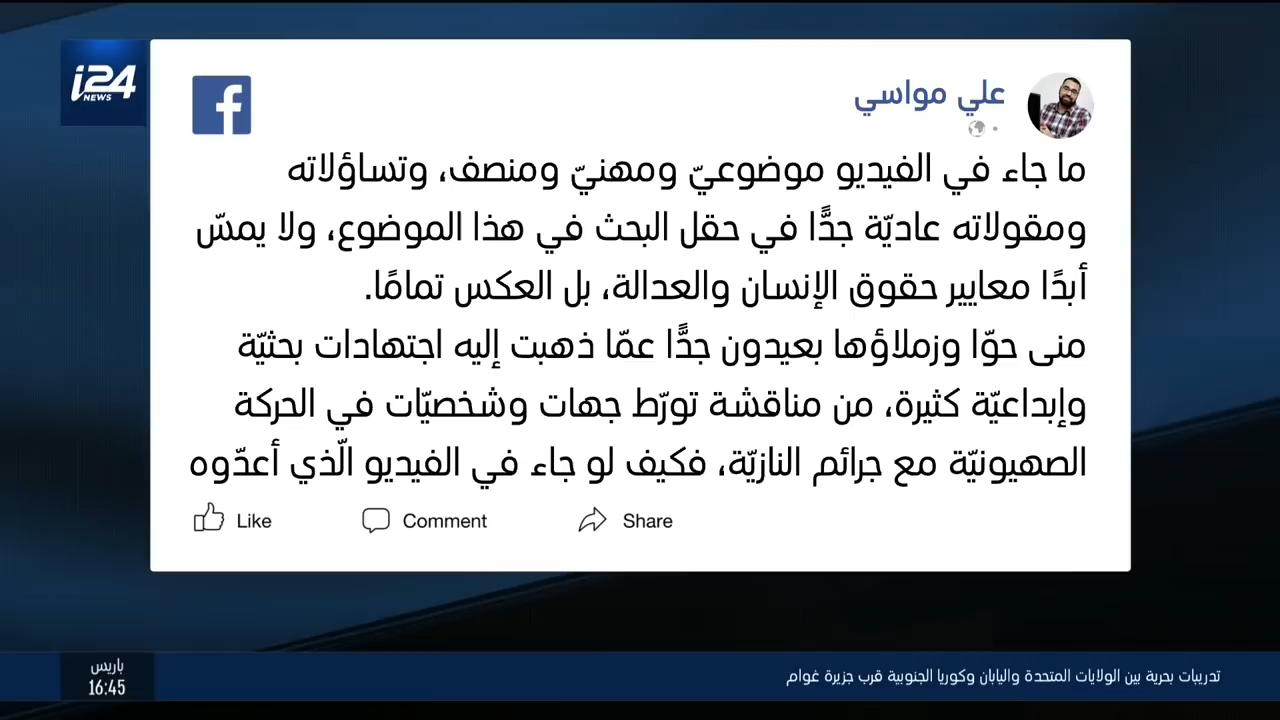 i24
NEWS
علي مواسي
ما جاء في الفيديو موضوعيّ ومهنيّ ومنصف، وتساؤلاته
ومقولاته عاديّة جدًّا في حقل البحث في هذا الموضوع، ولا يمسّ
أبدًا معايير حقوق الإنسان والعدالة، بل العكس تمامًا.
منى حوّا وزملاؤها بعيدون جدًّا عمّا ذهبت إليه اجتهادات بحثيّة
وإبداعيّة كثيرة، من مناقشة تورّط جهات وشخصيّات في الحركة
الصهيونيّة مع جرائم النازيّة، فكيف لو جاء في الفيديو الّذي أعدّوه
Like Comment Share
باريس
16:45
تدريبات بحرية بين الولايات المتحدة واليابان وكوريا الجنوبية قرب جزيرة غوام